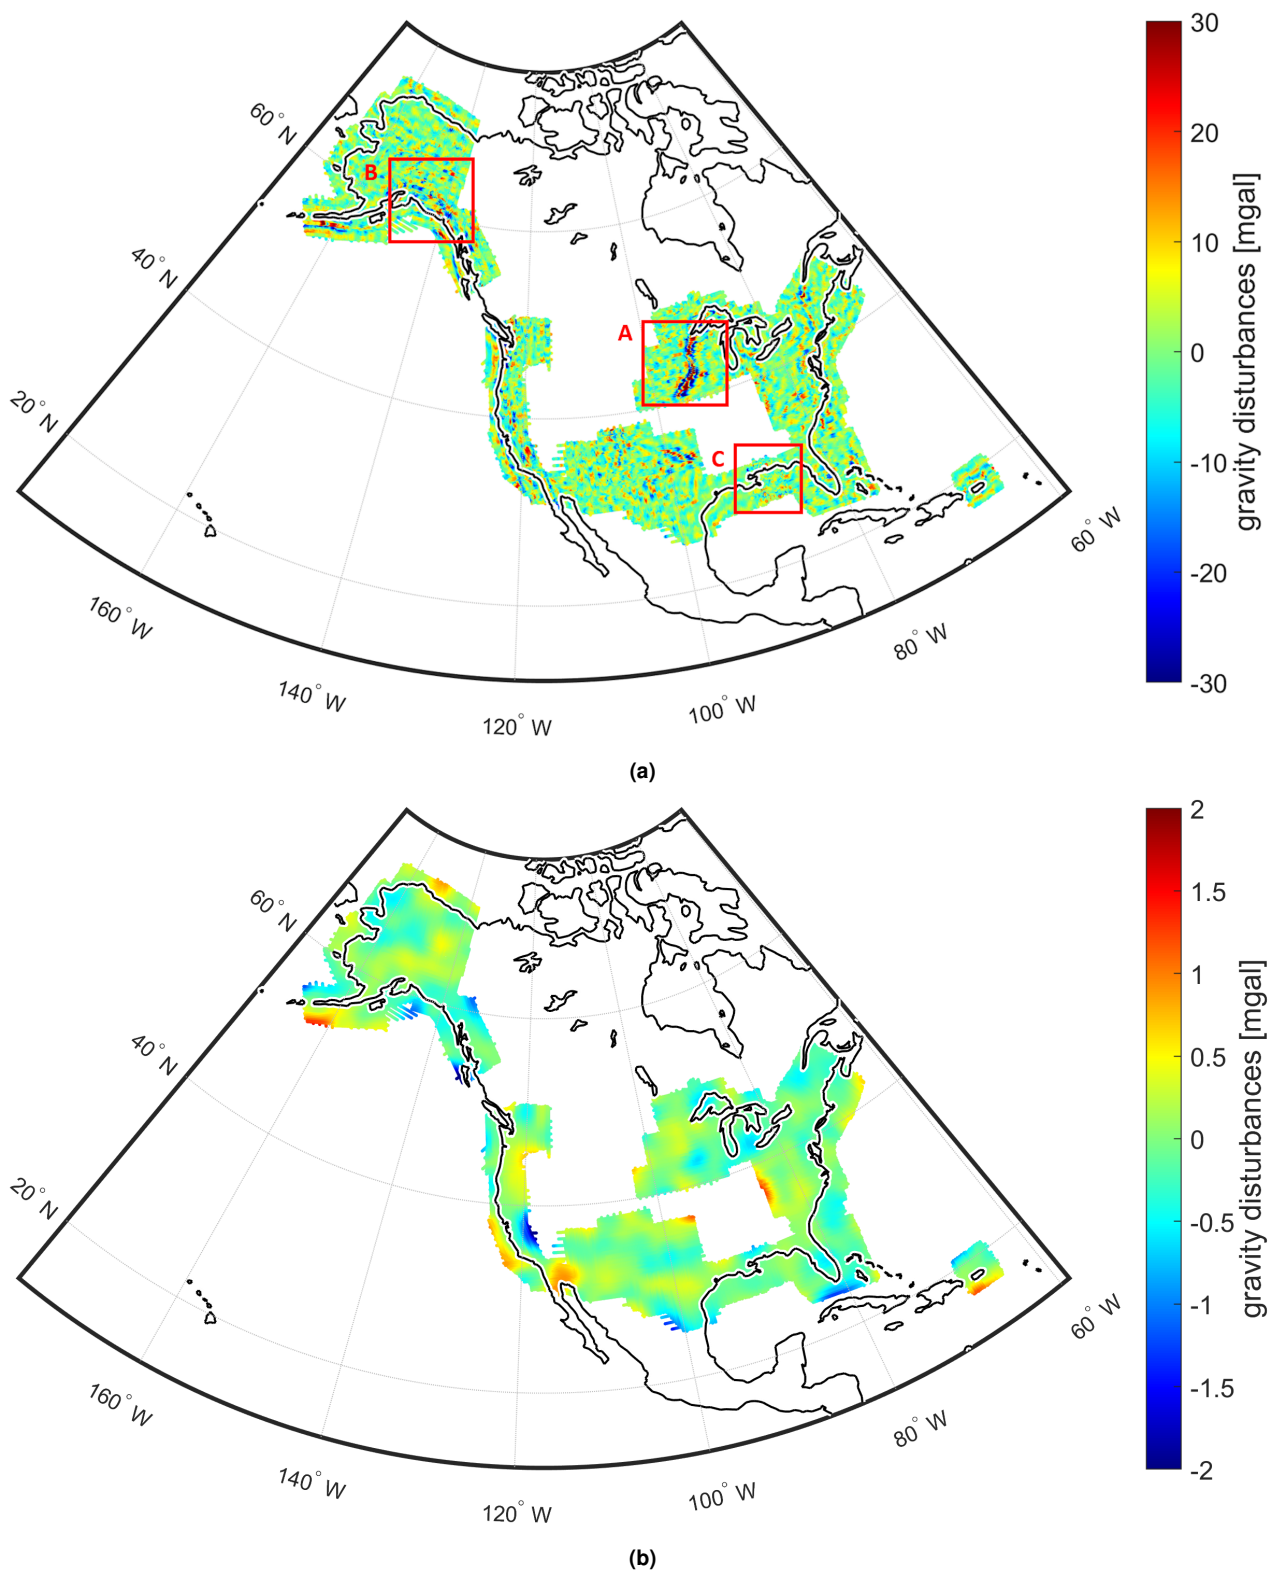 60° N
40° N
20° N
160° W
140° W
120° W
100° W
80° W
60° W
A
B
C
30
20
10
0
-10
-20
-30
gravity disturbances [mgal]
(a)
60° N
40° N
20° N
160° W
140° W
120° W
100° W
80° W
60° W
2
1.5
1
0.5
0
-0.5
-1
-1.5
-2
gravity disturbances [mgal]
(b)